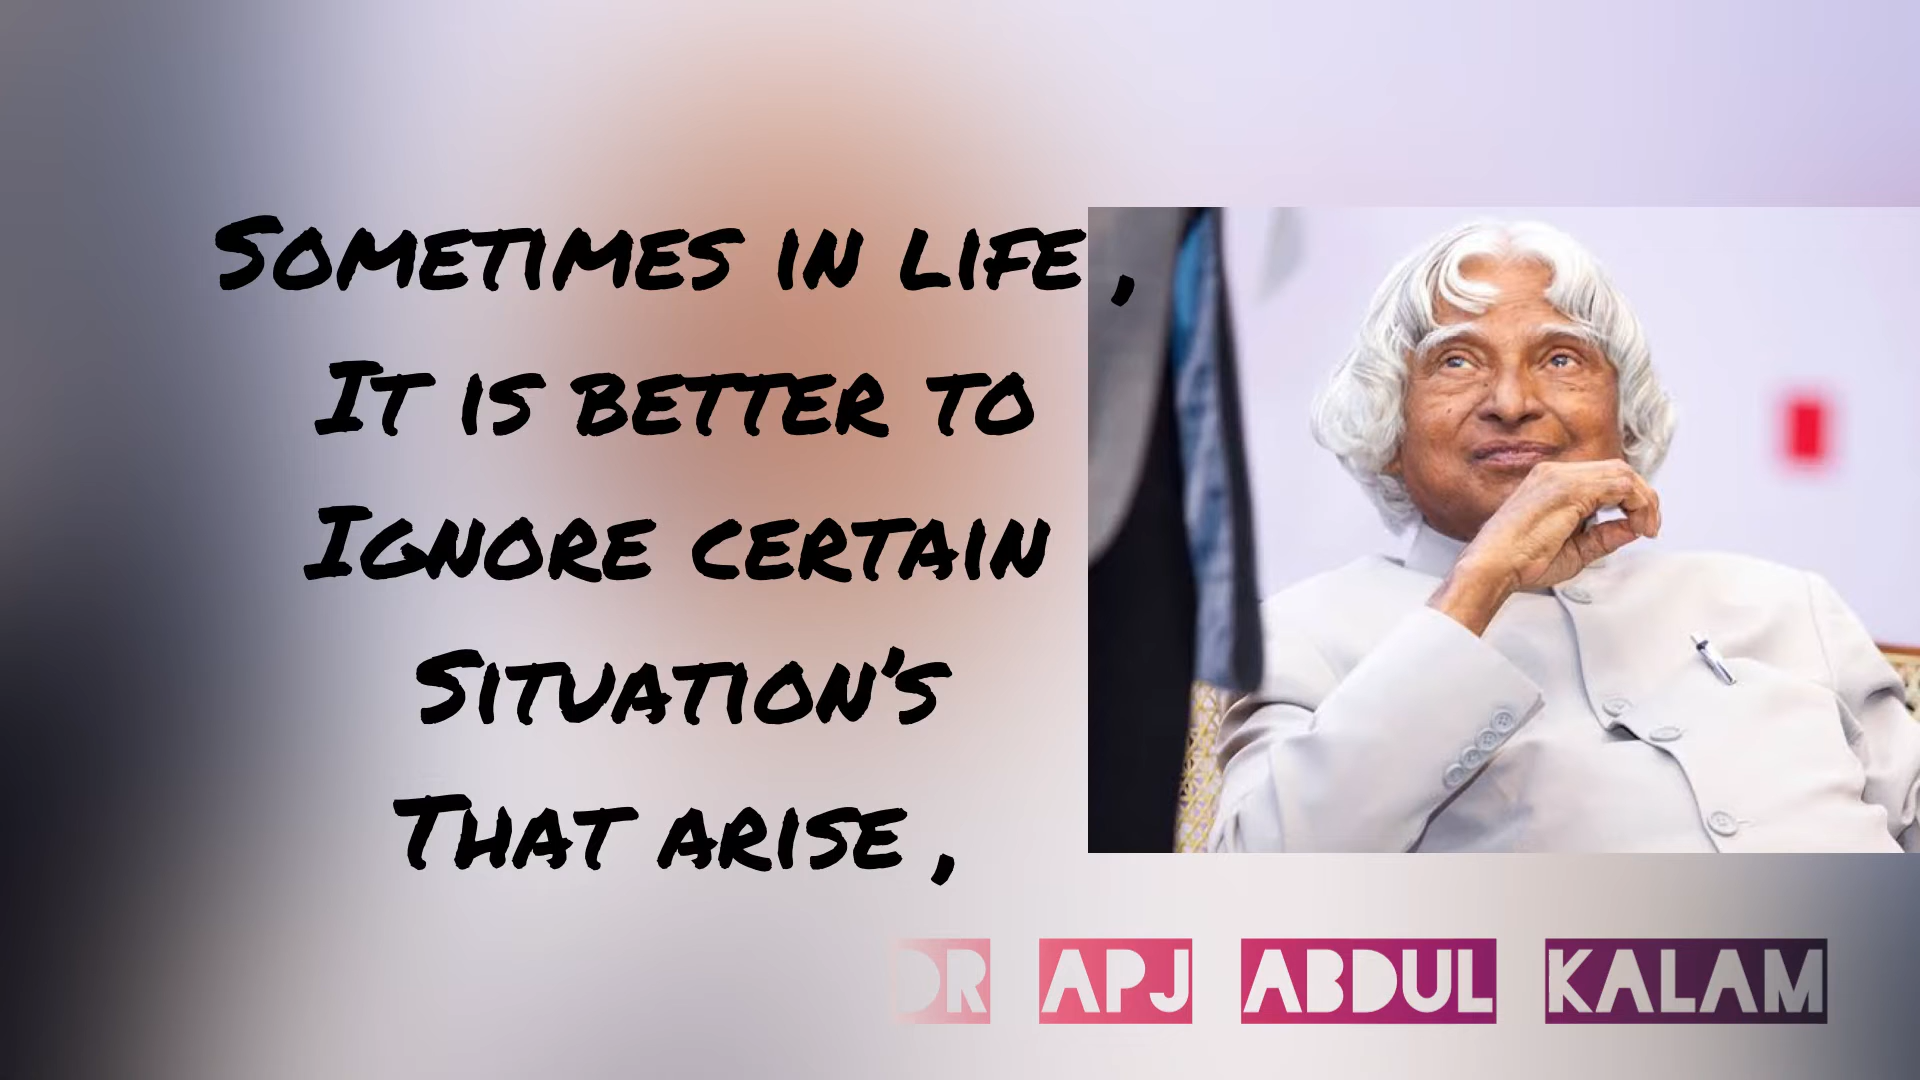 Sometimes in life ,
It is better to
Ignore certain
Situation's
That arise ,
DR APJ ABDUL KALAM